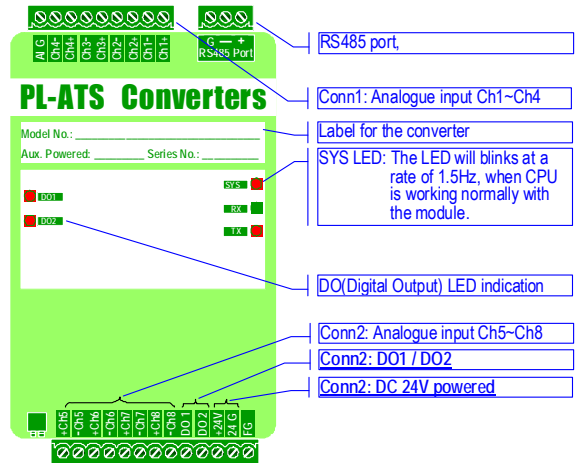 AI G Ch4- Ch4+ Ch3- Ch3+ Ch2- Ch2+ Ch1- Ch1+
G — +
RS485 Port
RS485 port,
PL-ATS Converters
Conn1: Analogue input Ch1~Ch4
Model No.:
Label for the converter
Aux. Powered: Series No.:
SYS LED: The LED will blinks at a
rate of 1.5Hz, when CPU
is working normally with
the module.
SYS
DO1
RX
DO2
TX
DO(Digital Output) LED indication
Conn2: Analogue input Ch5~Ch8
Conn2: DO1 / DO2
Conn2: DC 24V powered
+Ch5 -Ch5 +Ch6 -Ch6 +Ch7 -Ch7 +Ch8 -Ch8 DO 1 DO 2 +24V 24 G FG